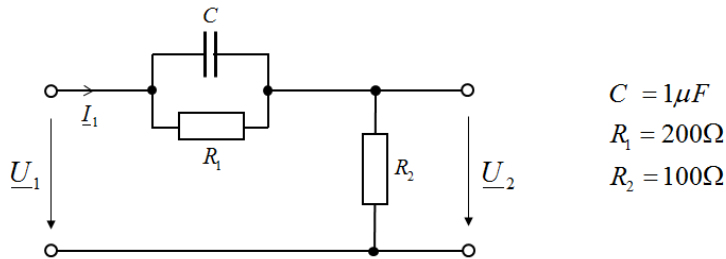 C
C = 1μF
I₁
R₁ = 200Ω
R₁
U₁
R₂
U₂
R₂ = 100Ω